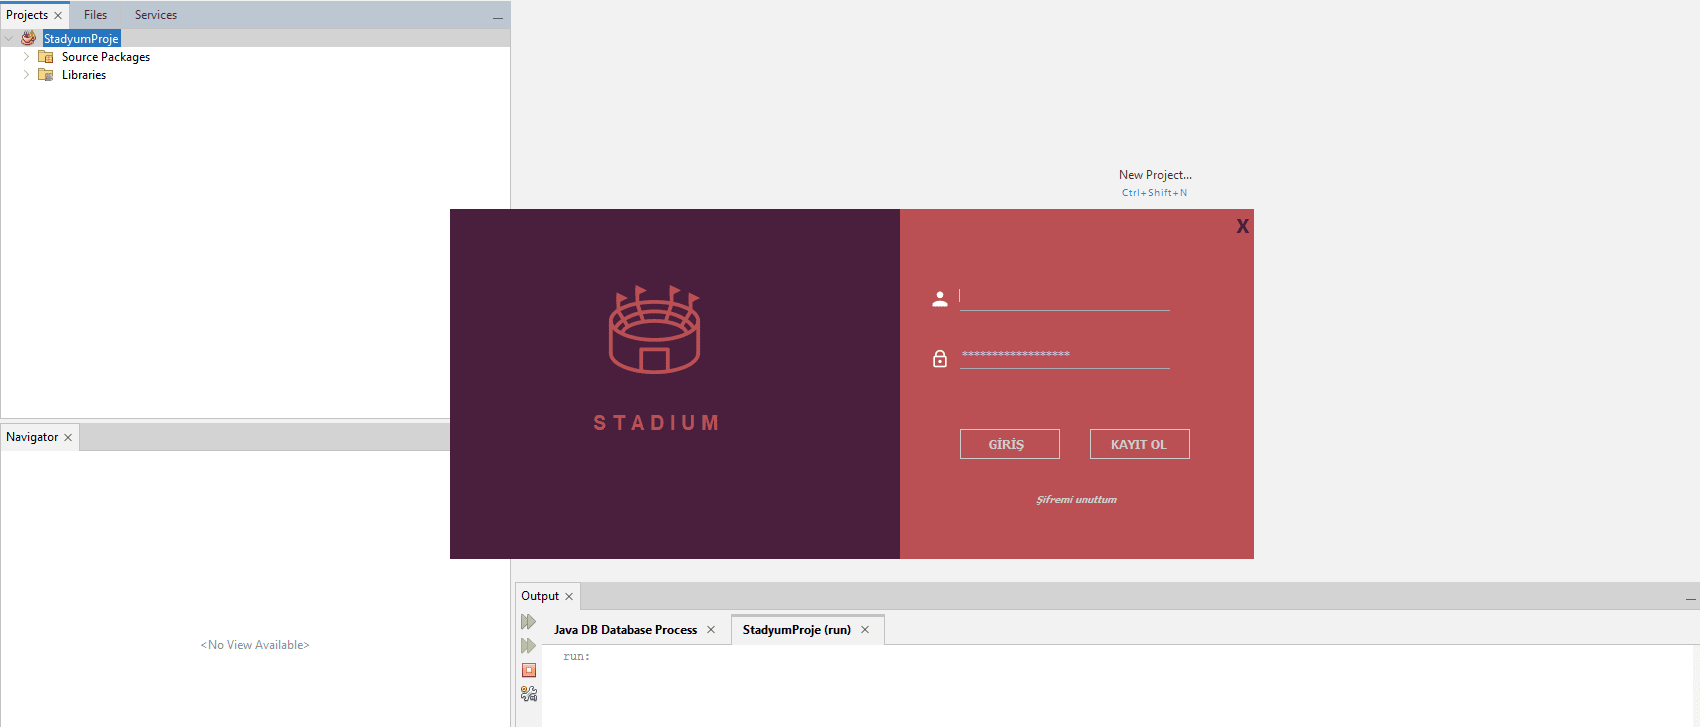 Projects
Files
Services
StadyumProje
Source Packages
Libraries
New Project...
Ctrl+Shift+N
X
******************
STADIUM
GİRİŞ
KAYIT OL
Şifremi unuttum
Navigator
<No View Available>
Output
Java DB Database Process
StadyumProje (run)
run: